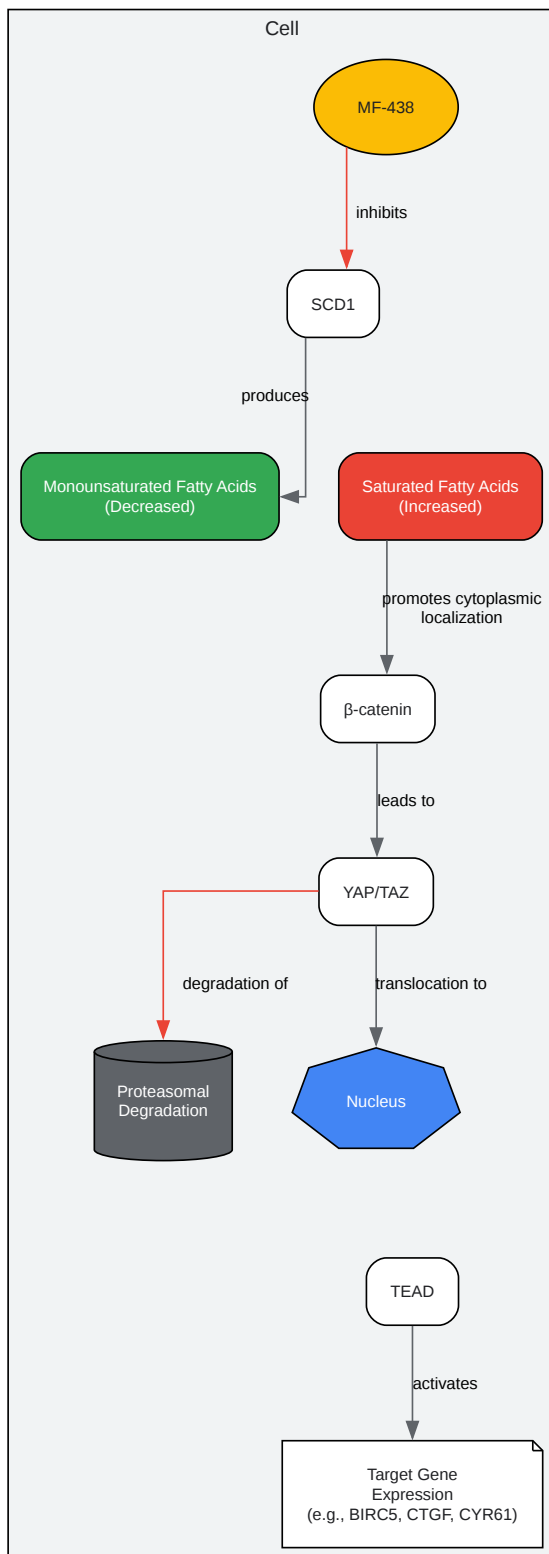 Cell
MF-438
inhibits
SCD1
produces
Monounsaturated Fatty Acids
(Decreased)
Saturated Fatty Acids
(Increased)
promotes cytoplasmic
localization
β-catenin
leads to
YAP/TAZ
degradation of
translocation to
Proteasomal
Degradation
Nucleus
TEAD
activates
Target Gene
Expression
(e.g., BIRC5, CTGF, CYR61)